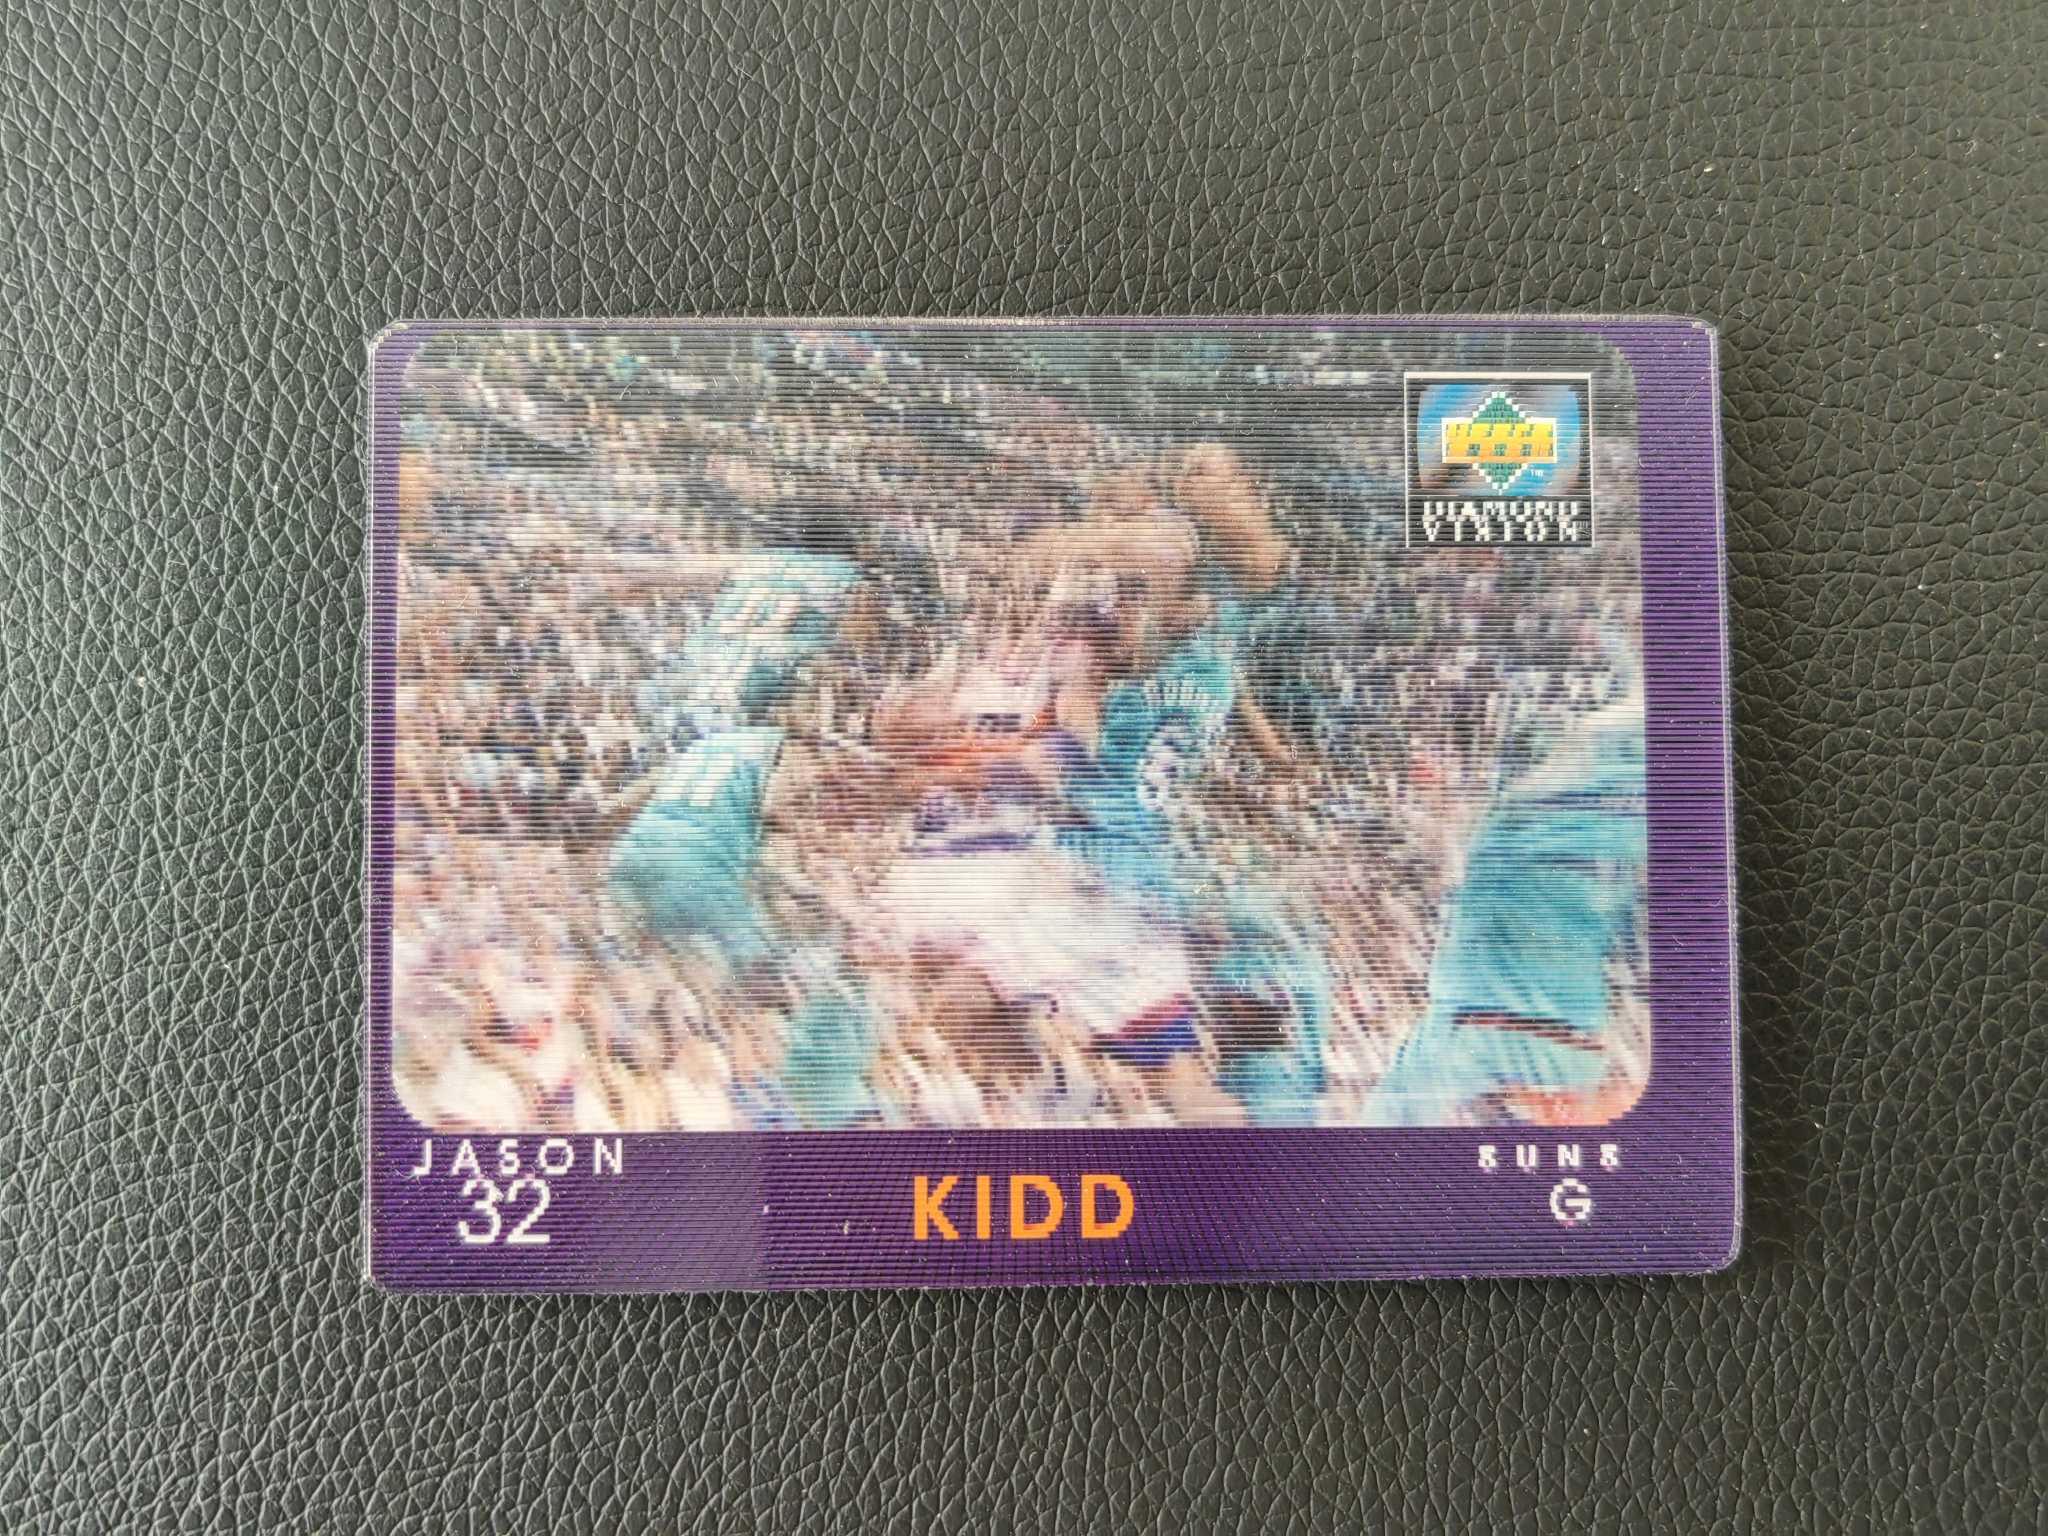 DIAMOND
VISION
JASON
32
KIDD
SUNS
G